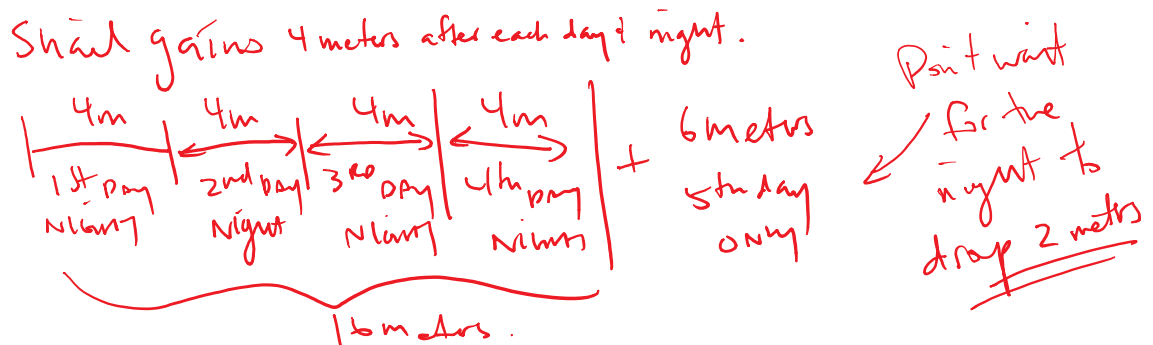 Snail gains 4 meters after each day & night.
4m 4m 4m 4m
1st Day 2nd Day 3rd Day 4th Day
Night Night Night Night
16 meters.
+
6 meters
5th day
only
Don't want
for the
night to
drop 2 meters